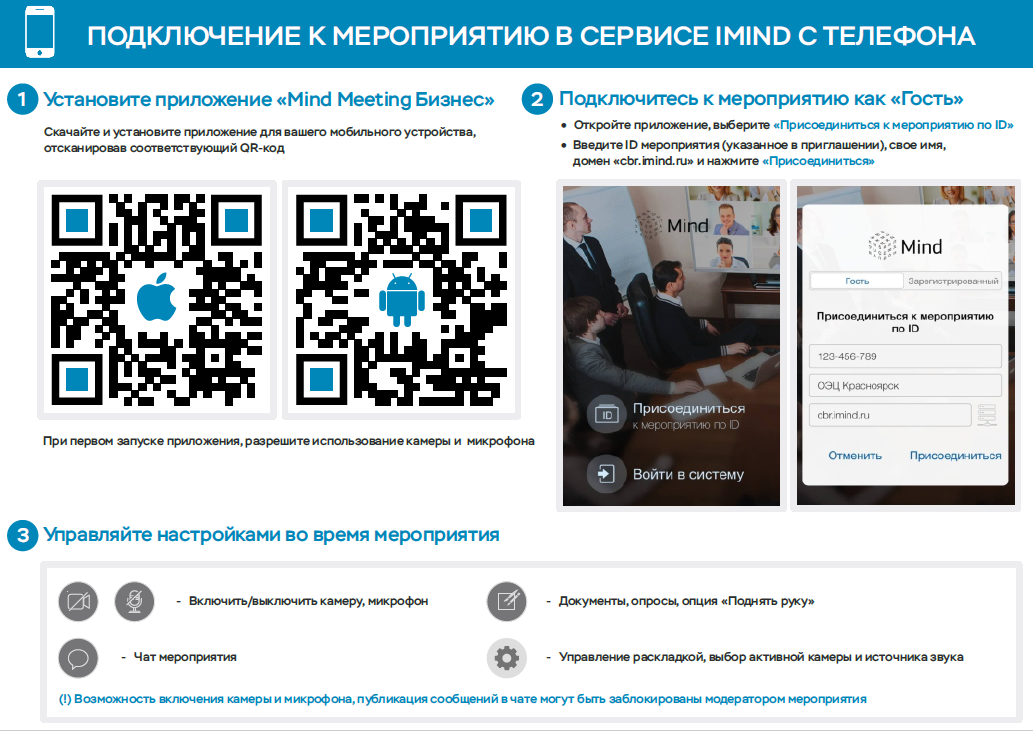 ПОДКЛЮЧЕНИЕ К МЕРОПРИЯТИЮ В СЕРВИСЕ IMIND С ТЕЛЕФОНА
1 Установите приложение «Mind Meeting Бизнес»
Скачайте и установите приложение для вашего мобильного устройства,
отсканировав соответствующий QR-код
При первом запуске приложения, разрешите использование камеры и микрофона
2 Подключитесь к мероприятию как «Гость»
• Откройте приложение, выберите «Присоединиться к мероприятию по ID»
• Введите ID мероприятия (указанное в приглашении), свое имя,
домен «cbr.imind.ru» и нажмите «Присоединиться»
Mind
ID
Присоединиться
к мероприятию по ID
Войти в систему
Mind
Гость Зарегистрированный
Присоединиться к мероприятию
по ID
123-456-789
ОЭЦ Красноярск
cbr.imind.ru
Отменить Присоединиться
3 Управляйте настройками во время мероприятия
- Включить/выключить камеру, микрофон
- Документы, опросы, опция «Поднять руку»
- Чат мероприятия
- Управление раскладкой, выбор активной камеры и источника звука
(!) Возможность включения камеры и микрофона, публикация сообщений в чате могут быть заблокированы модератором мероприятия